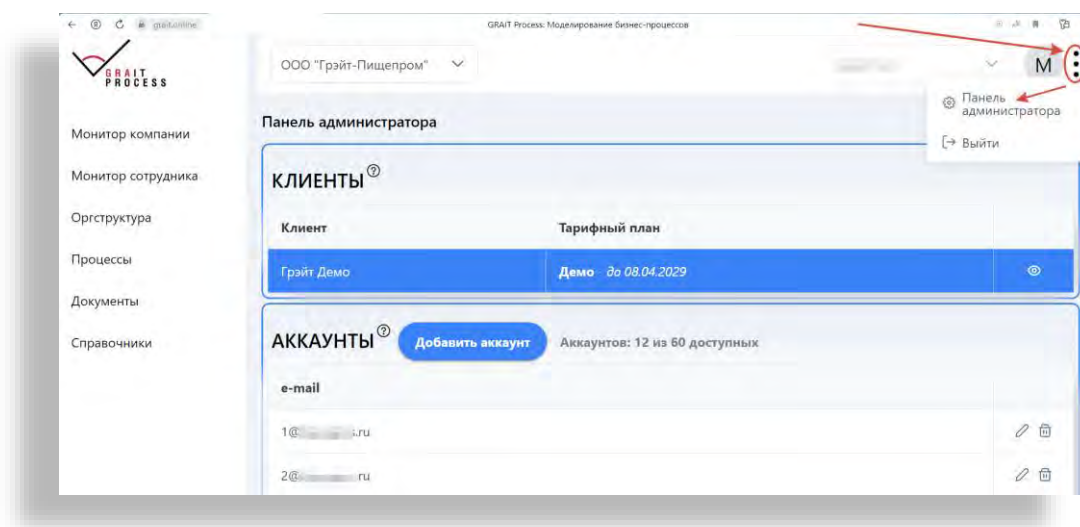 GRAIT Process: Моделирование бизнес-процессов
GRAIT
PROCESS
ООО "Грэйт-Пищепром"
М
Панель
администратора
Выйти
Монитор компании
Монитор сотрудника
Оргструктура
Процессы
Документы
Справочники
Панель администратора
КЛИЕНТЫ
Клиент Тарифный план
Грэйт Демо Демо до 08.04.2029
АККАУНТЫ Добавить аккаунт Аккаунтов: 12 из 60 доступных
e-mail
1@ .ru
2@ ru